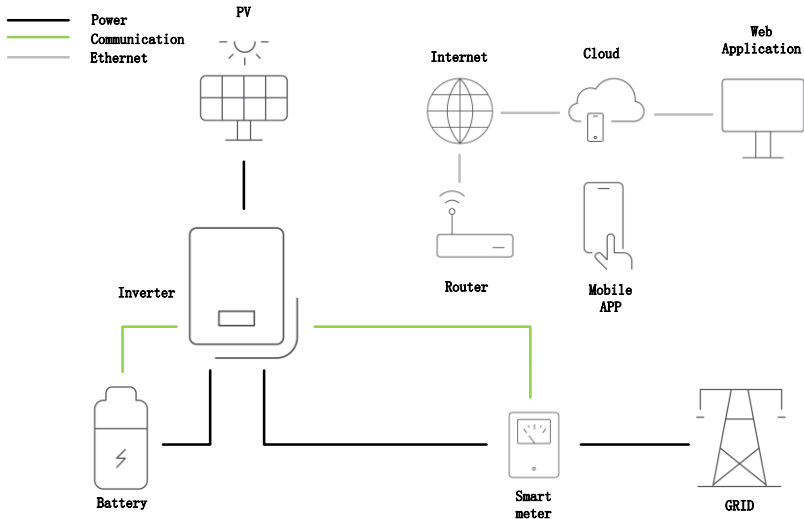 Power
Communication
Ethernet
PV
Internet
Cloud
Web
Application
Inverter
Router
Mobile
APP
Battery
Smart
meter
GRID